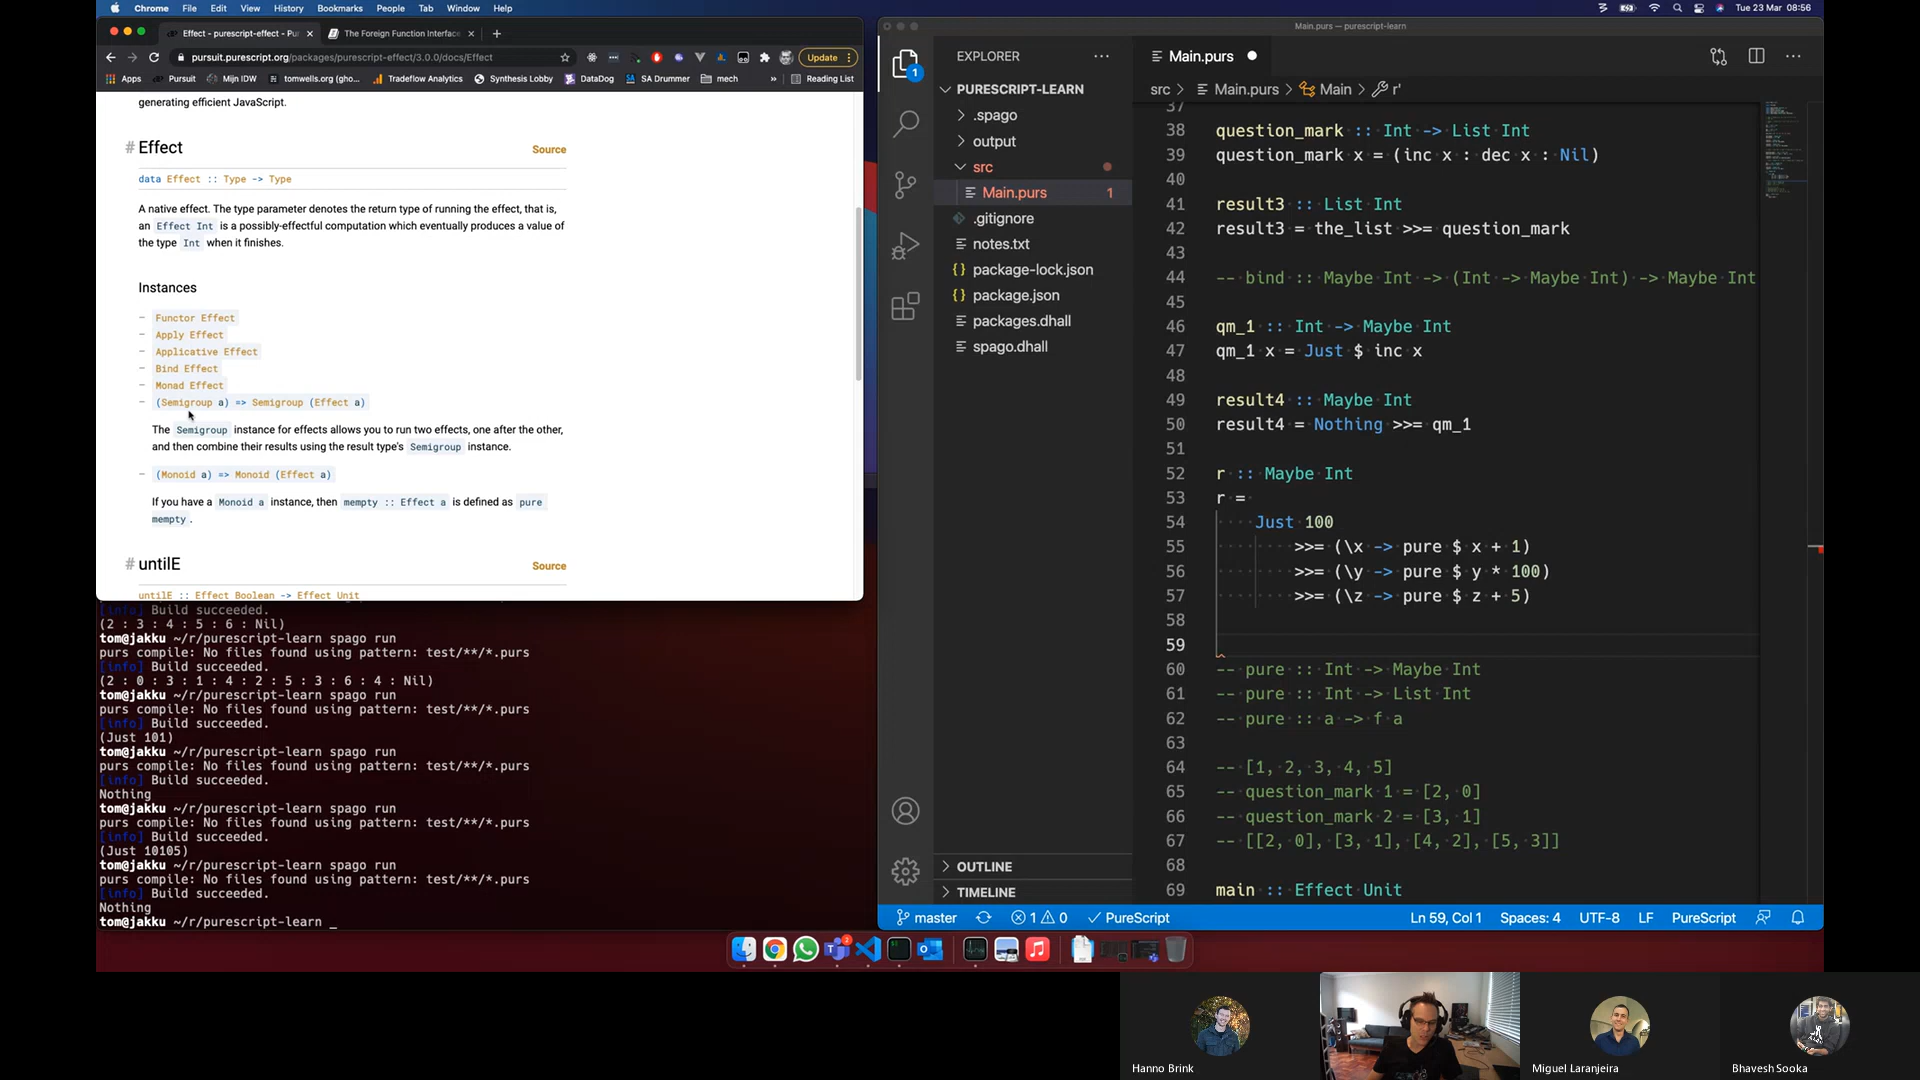 Chrome File Edit View History Bookmarks People Tab Window Help
Tue 23 Mar 08:56
Effect - purescript-effect - Pu
The Foreign Function Interface
pursuit.purescript.org/packages/purescript-effect/3.0.0/docs/Effect
Update
Apps Pursuit Mijn IDW tomwells.org (gho... Tradeflow Analytics Synthesis Lobby DataDog SA Drummer mech » Reading List
generating efficient JavaScript.
# Effect
Source
data Effect :: Type -> Type
A native effect. The type parameter denotes the return type of running the effect, that is,
an Effect Int is a possibly-effectful computation which eventually produces a value of
the type Int when it finishes.
Instances
- Functor Effect
- Apply Effect
- Applicative Effect
- Bind Effect
- Monad Effect
- (Semigroup a) => Semigroup (Effect a)
The Semigroup instance for effects allows you to run two effects, one after the other,
and then combine their results using the result type's Semigroup instance.
- (Monoid a) => Monoid (Effect a)
If you have a Monoid a instance, then mempty :: Effect a is defined as pure
mempty .
# untilE
Source
untilE :: Effect Boolean -> Effect Unit
[info] Build succeeded.
(2 : 3 : 4 : 5 : 6 : Nil)
tom@jakku ~/r/purescript-learn spago run
purs compile: No files found using pattern: test/**/*.purs
[info] Build succeeded.
(2 : 0 : 3 : 1 : 4 : 2 : 5 : 3 : 6 : 4 : Nil)
tom@jakku ~/r/purescript-learn spago run
purs compile: No files found using pattern: test/**/*.purs
[info] Build succeeded.
(Just 101)
tom@jakku ~/r/purescript-learn spago run
purs compile: No files found using pattern: test/**/*.purs
[info] Build succeeded.
Nothing
tom@jakku ~/r/purescript-learn spago run
purs compile: No files found using pattern: test/**/*.purs
[info] Build succeeded.
(Just 10105)
tom@jakku ~/r/purescript-learn spago run
purs compile: No files found using pattern: test/**/*.purs
[info] Build succeeded.
Nothing
tom@jakku ~/r/purescript-learn _
Main.purs — purescript-learn
1
EXPLORER
PURESCRIPT-LEARN
.spago
output
src
Main.purs 1
.gitignore
notes.txt
package-lock.json
package.json
packages.dhall
spago.dhall
OUTLINE
TIMELINE
Main.purs
src > Main.purs > Main > r'
37
38 question_mark :: Int -> List Int
39 question_mark x = (inc x : dec x : Nil)
40
41 result3 :: List Int
42 result3 = the_list >>= question_mark
43
44 -- bind :: Maybe Int -> (Int -> Maybe Int) -> Maybe Int
45
46 qm_1 :: Int -> Maybe Int
47 qm_1 x = Just $ inc x
48
49 result4 :: Maybe Int
50 result4 = Nothing >>= qm_1
51
52 r :: Maybe Int
53 r =
54 Just 100
55 >>= (\x -> pure $ x + 1)
56 >>= (\y -> pure $ y * 100)
57 >>= (\z -> pure $ z + 5)
58
59
60 -- pure :: Int -> Maybe Int
61 -- pure :: Int -> List Int
62 -- pure :: a -> f a
63
64 -- [1, 2, 3, 4, 5]
65 -- question_mark 1 = [2, 0]
66 -- question_mark 2 = [3, 1]
67 -- [[2, 0], [3, 1], [4, 2], [5, 3]]
68
69 main :: Effect Unit
master 1 0 PureScript
Ln 59, Col 1 Spaces: 4 UTF-8 LF PureScript
Hanno Brink
Miguel Laranjeira
Bhavesh Sooka